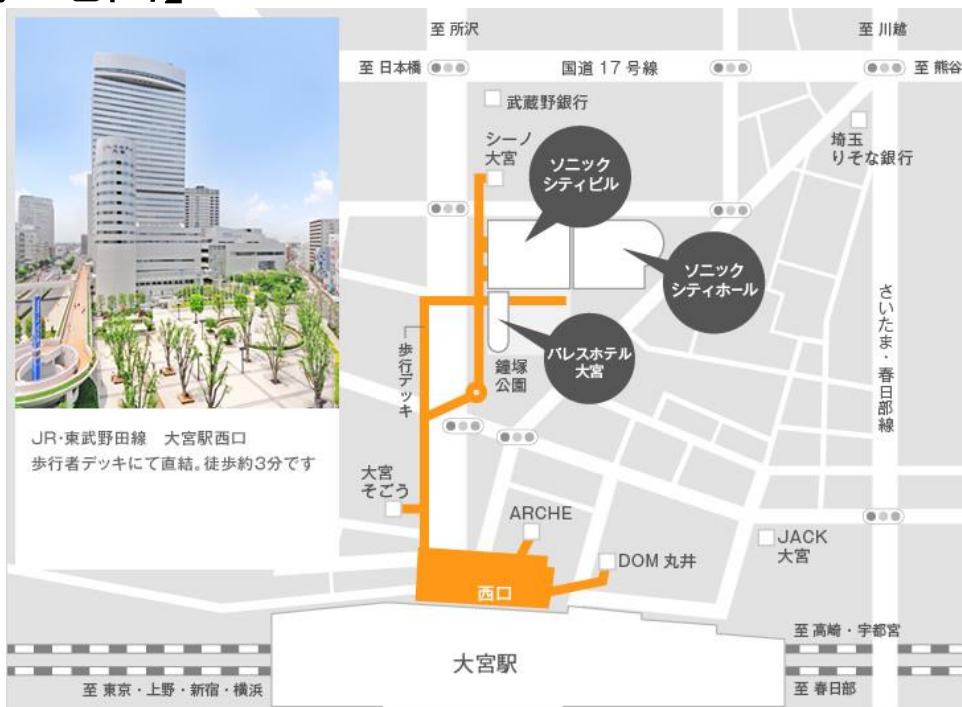 至 所沢
至 川越
至 日本橋
国道 17 号線
至 熊谷
武蔵野銀行
シーノ
大宮
ソニック
シティビル
埼玉
りそな銀行
ソニック
シティホール
さいたま・春日部線
歩行デッキ
鐘塚
公園
パレスホテル
大宮
JR・東武野田線　大宮駅西口
歩行者デッキにて直結。徒歩約3分です
大宮
そごう
ARCHE
JACK
大宮
DOM 丸井
西口
大宮駅
至 高崎・宇都宮
至 東京・上野・新宿・横浜
至 春日部